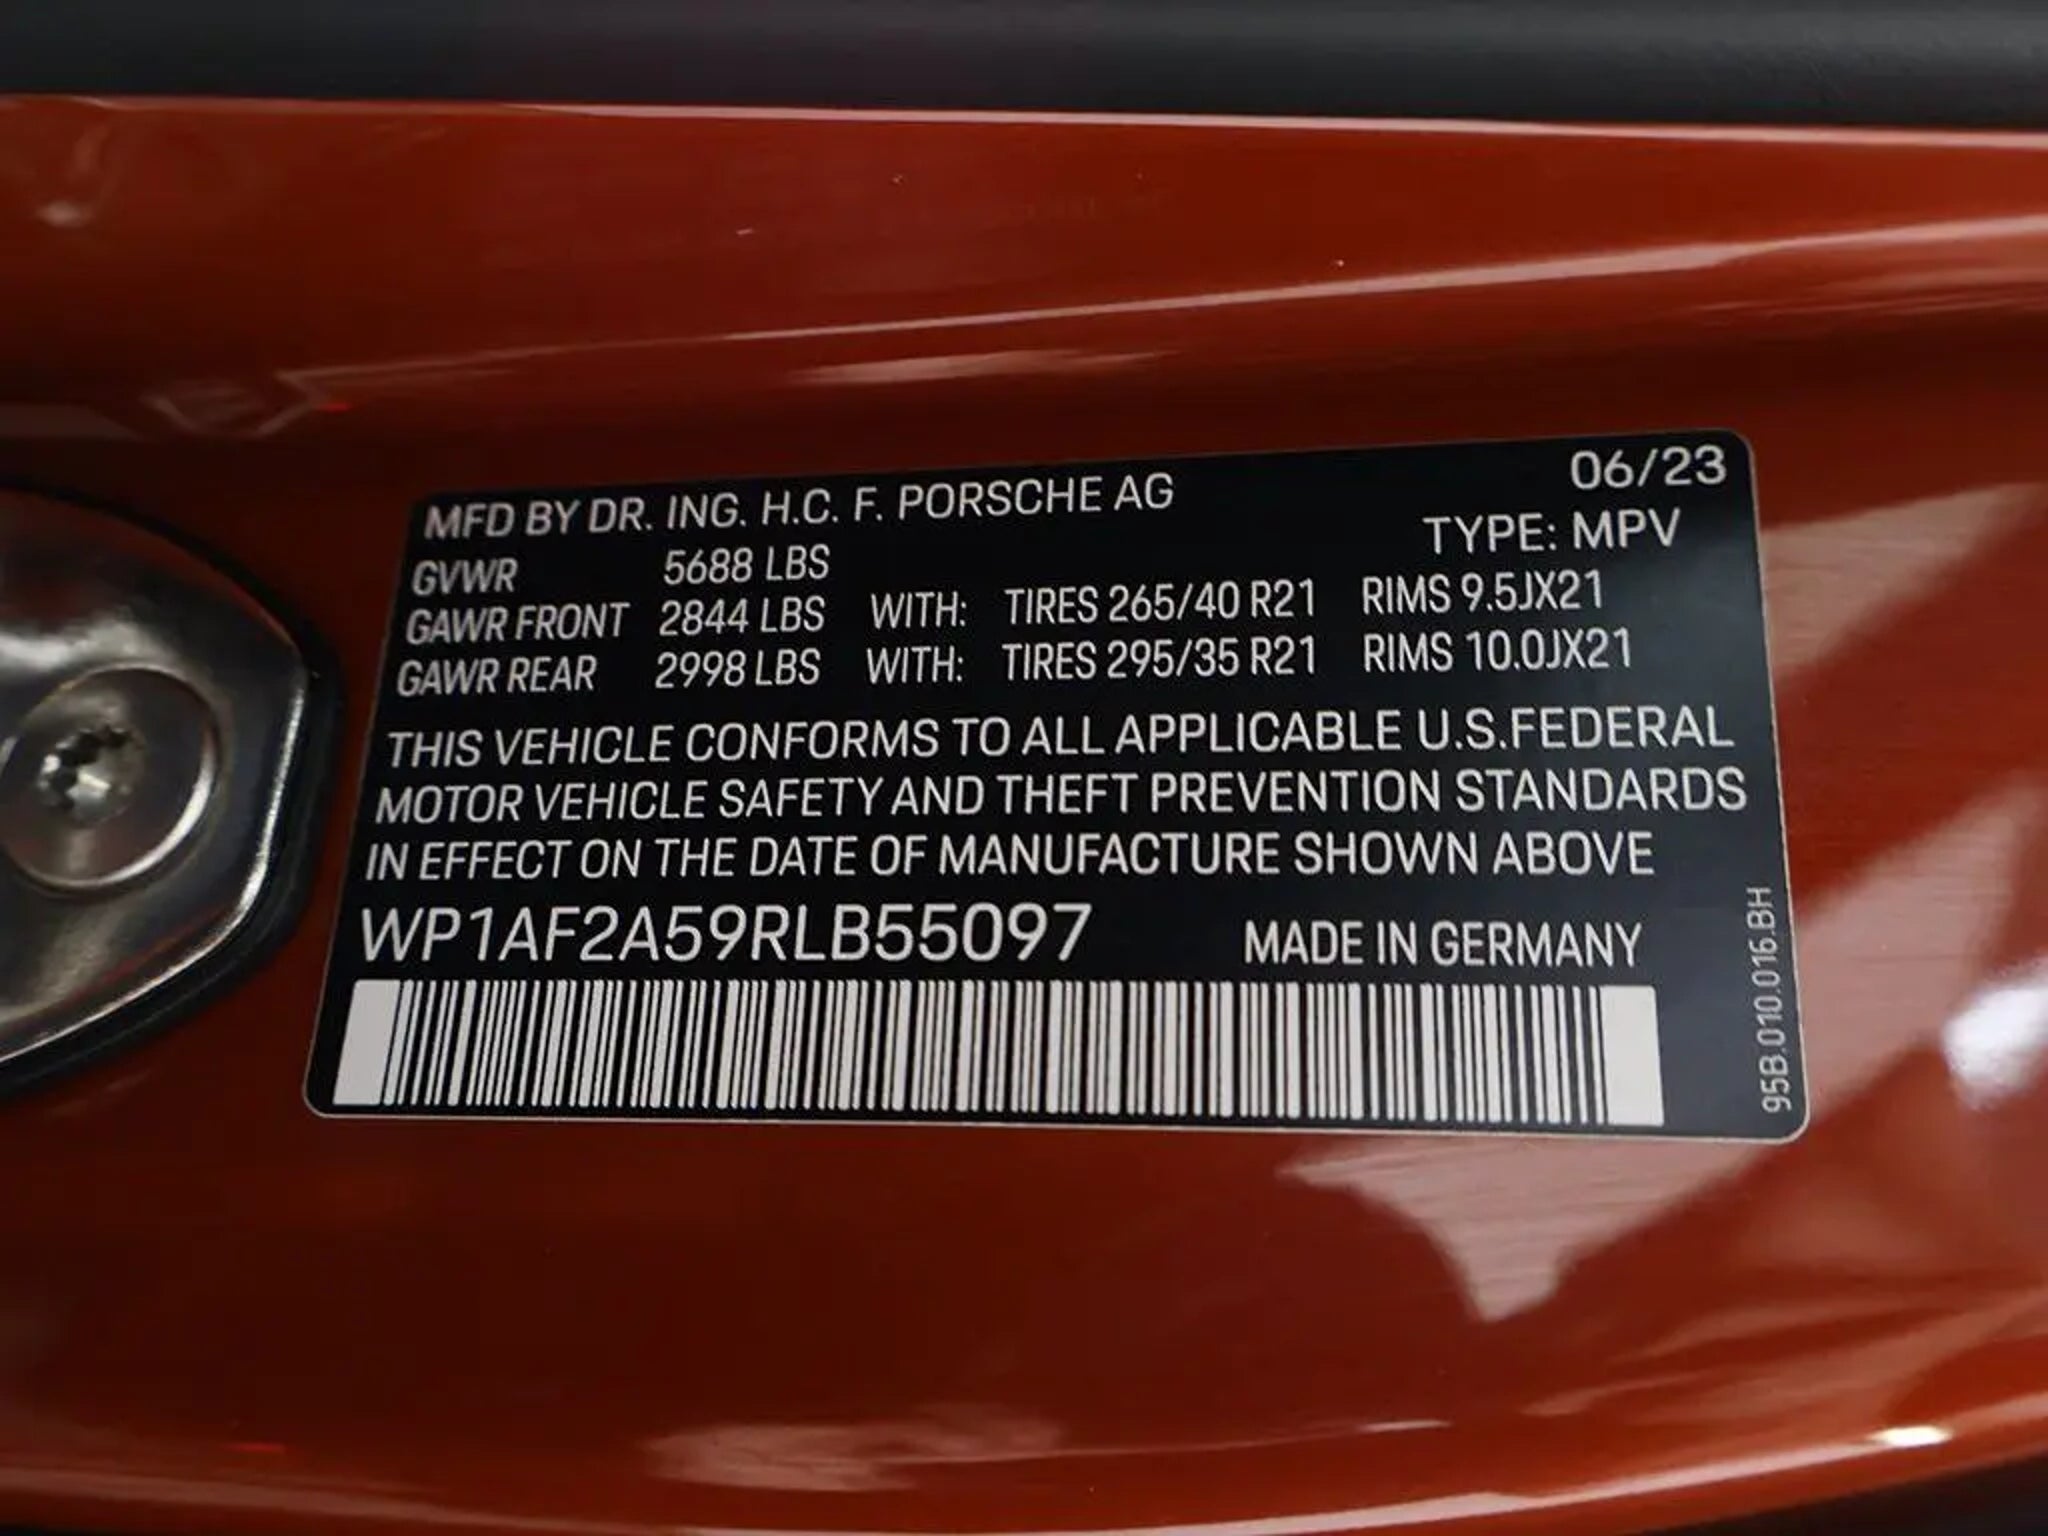 MFD BY DR. ING. H.C. F. PORSCHE AG 06/23
TYPE: MPV
GVWR 5688 LBS
GAWR FRONT 2844 LBS WITH: TIRES 265/40 R21 RIMS 9.5JX21
GAWR REAR 2998 LBS WITH: TIRES 295/35 R21 RIMS 10.0JX21
THIS VEHICLE CONFORMS TO ALL APPLICABLE U.S.FEDERAL
MOTOR VEHICLE SAFETY AND THEFT PREVENTION STANDARDS
IN EFFECT ON THE DATE OF MANUFACTURE SHOWN ABOVE
WP1AF2A59RLB55097 MADE IN GERMANY
95B.010.016.BH